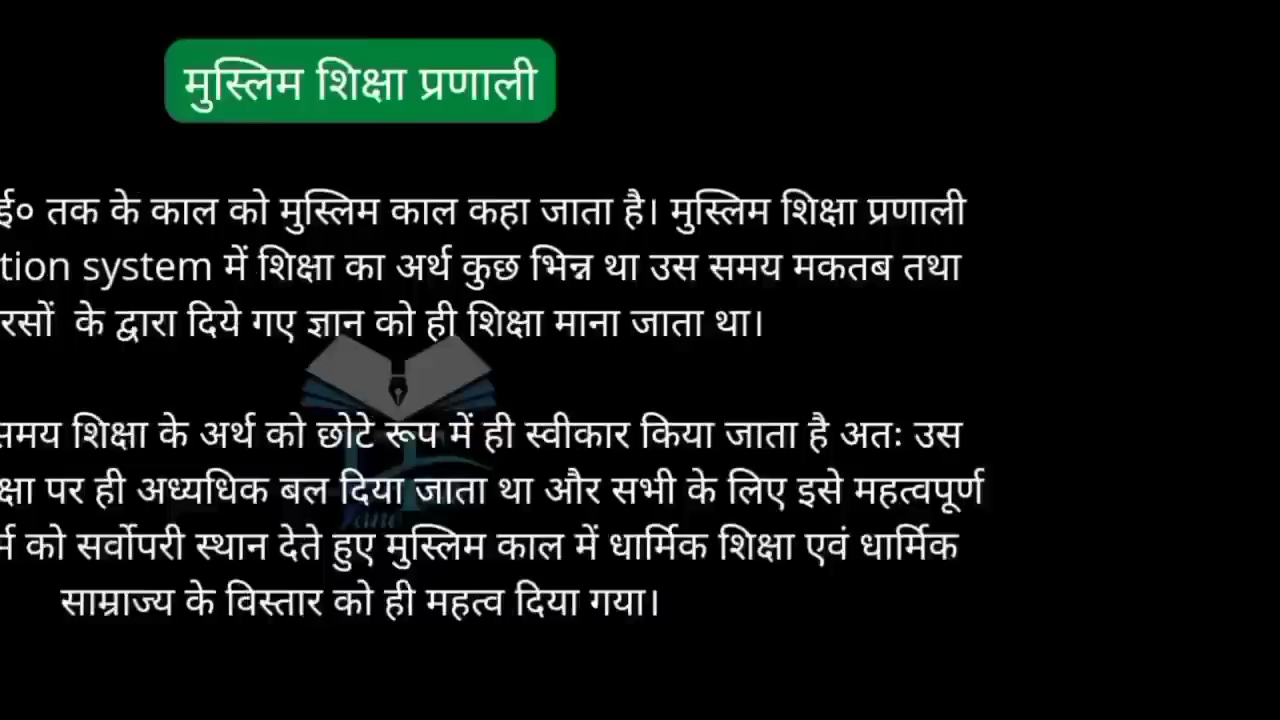 मुस्लिम शिक्षा प्रणाली
ई० तक के काल को मुस्लिम काल कहा जाता है। मुस्लिम शिक्षा प्रणाली
tion system में शिक्षा का अर्थ कुछ भिन्न था उस समय मकतब तथा
रसों के द्वारा दिये गए ज्ञान को ही शिक्षा माना जाता था।
समय शिक्षा के अर्थ को छोटे रूप में ही स्वीकार किया जाता है अतः उस
क्षा पर ही अध्यधिक बल दिया जाता था और सभी के लिए इसे महत्वपूर्ण
र्म को सर्वोपरी स्थान देते हुए मुस्लिम काल में धार्मिक शिक्षा एवं धार्मिक
साम्राज्य के विस्तार को ही महत्व दिया गया।